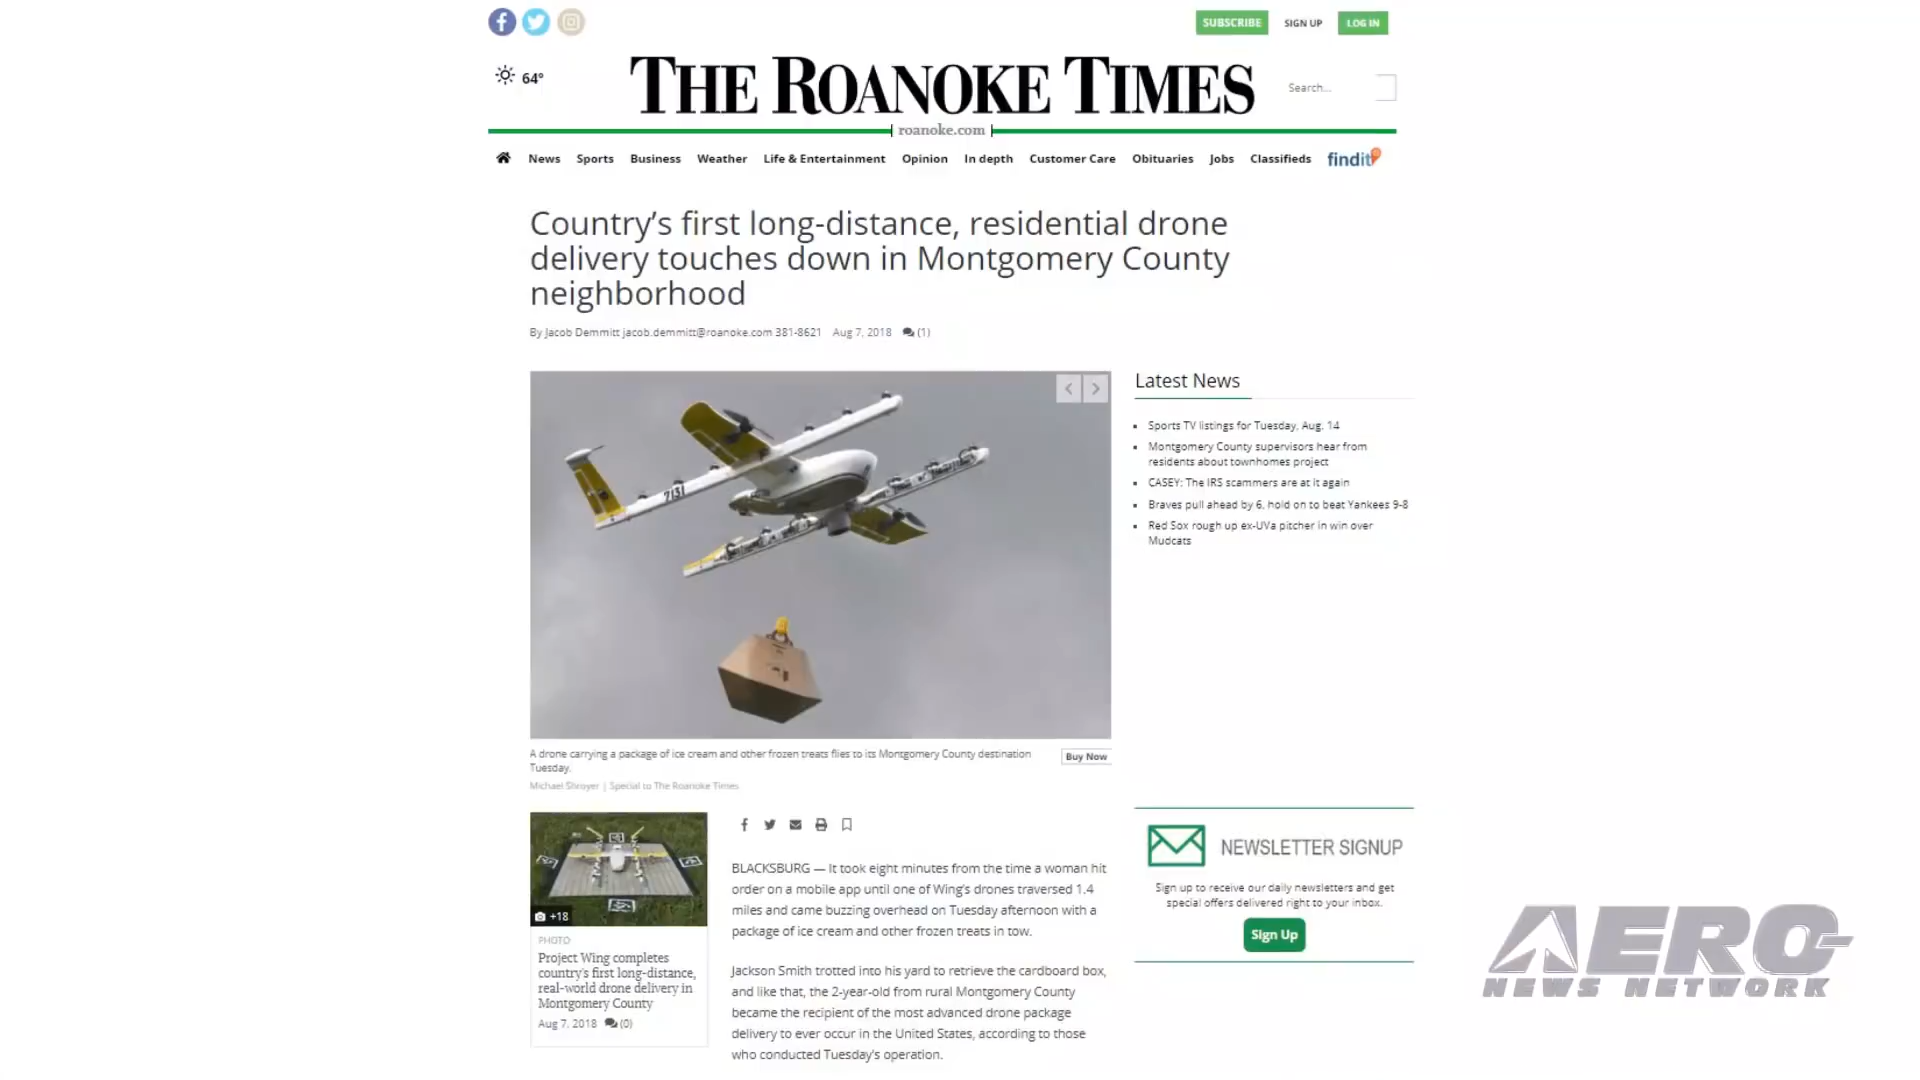 SUBSCRIBE SIGN UP LOG IN
64°
THE ROANOKE TIMES
Search...
roanoke.com
News Sports Business Weather Life & Entertainment Opinion In depth Customer Care Obituaries Jobs Classifieds findit
Country's first long-distance, residential drone
delivery touches down in Montgomery County
neighborhood
By Jacob Demmitt jacob.demmitt@roanoke.com 381-8621 Aug 7, 2018 (1)
7131
A drone carrying a package of ice cream and other frozen treats flies to its Montgomery County destination
Tuesday.
Buy Now
Michael Shroyer | Special to The Roanoke Times
Latest News
Sports TV listings for Tuesday, Aug. 14
Montgomery County supervisors hear from
residents about townhomes project
CASEY: The IRS scammers are at it again
Braves pull ahead by 6, hold on to beat Yankees 9-8
Red Sox rough up ex-UVa pitcher in win over
Mudcats
+18
PHOTO
Project Wing completes
country's first long-distance,
real-world drone delivery in
Montgomery County
Aug 7, 2018 (0)
BLACKSBURG — It took eight minutes from the time a woman hit
order on a mobile app until one of Wing's drones traversed 1.4
miles and came buzzing overhead on Tuesday afternoon with a
package of ice cream and other frozen treats in tow.
Jackson Smith trotted into his yard to retrieve the cardboard box,
and like that, the 2-year-old from rural Montgomery County
became the recipient of the most advanced drone package
delivery to ever occur in the United States, according to those
who conducted Tuesday's operation.
NEWSLETTER SIGNUP
Sign up to receive our daily newsletters and get
special offers delivered right to your inbox.
Sign Up
AERO-
NEWS NETWORK